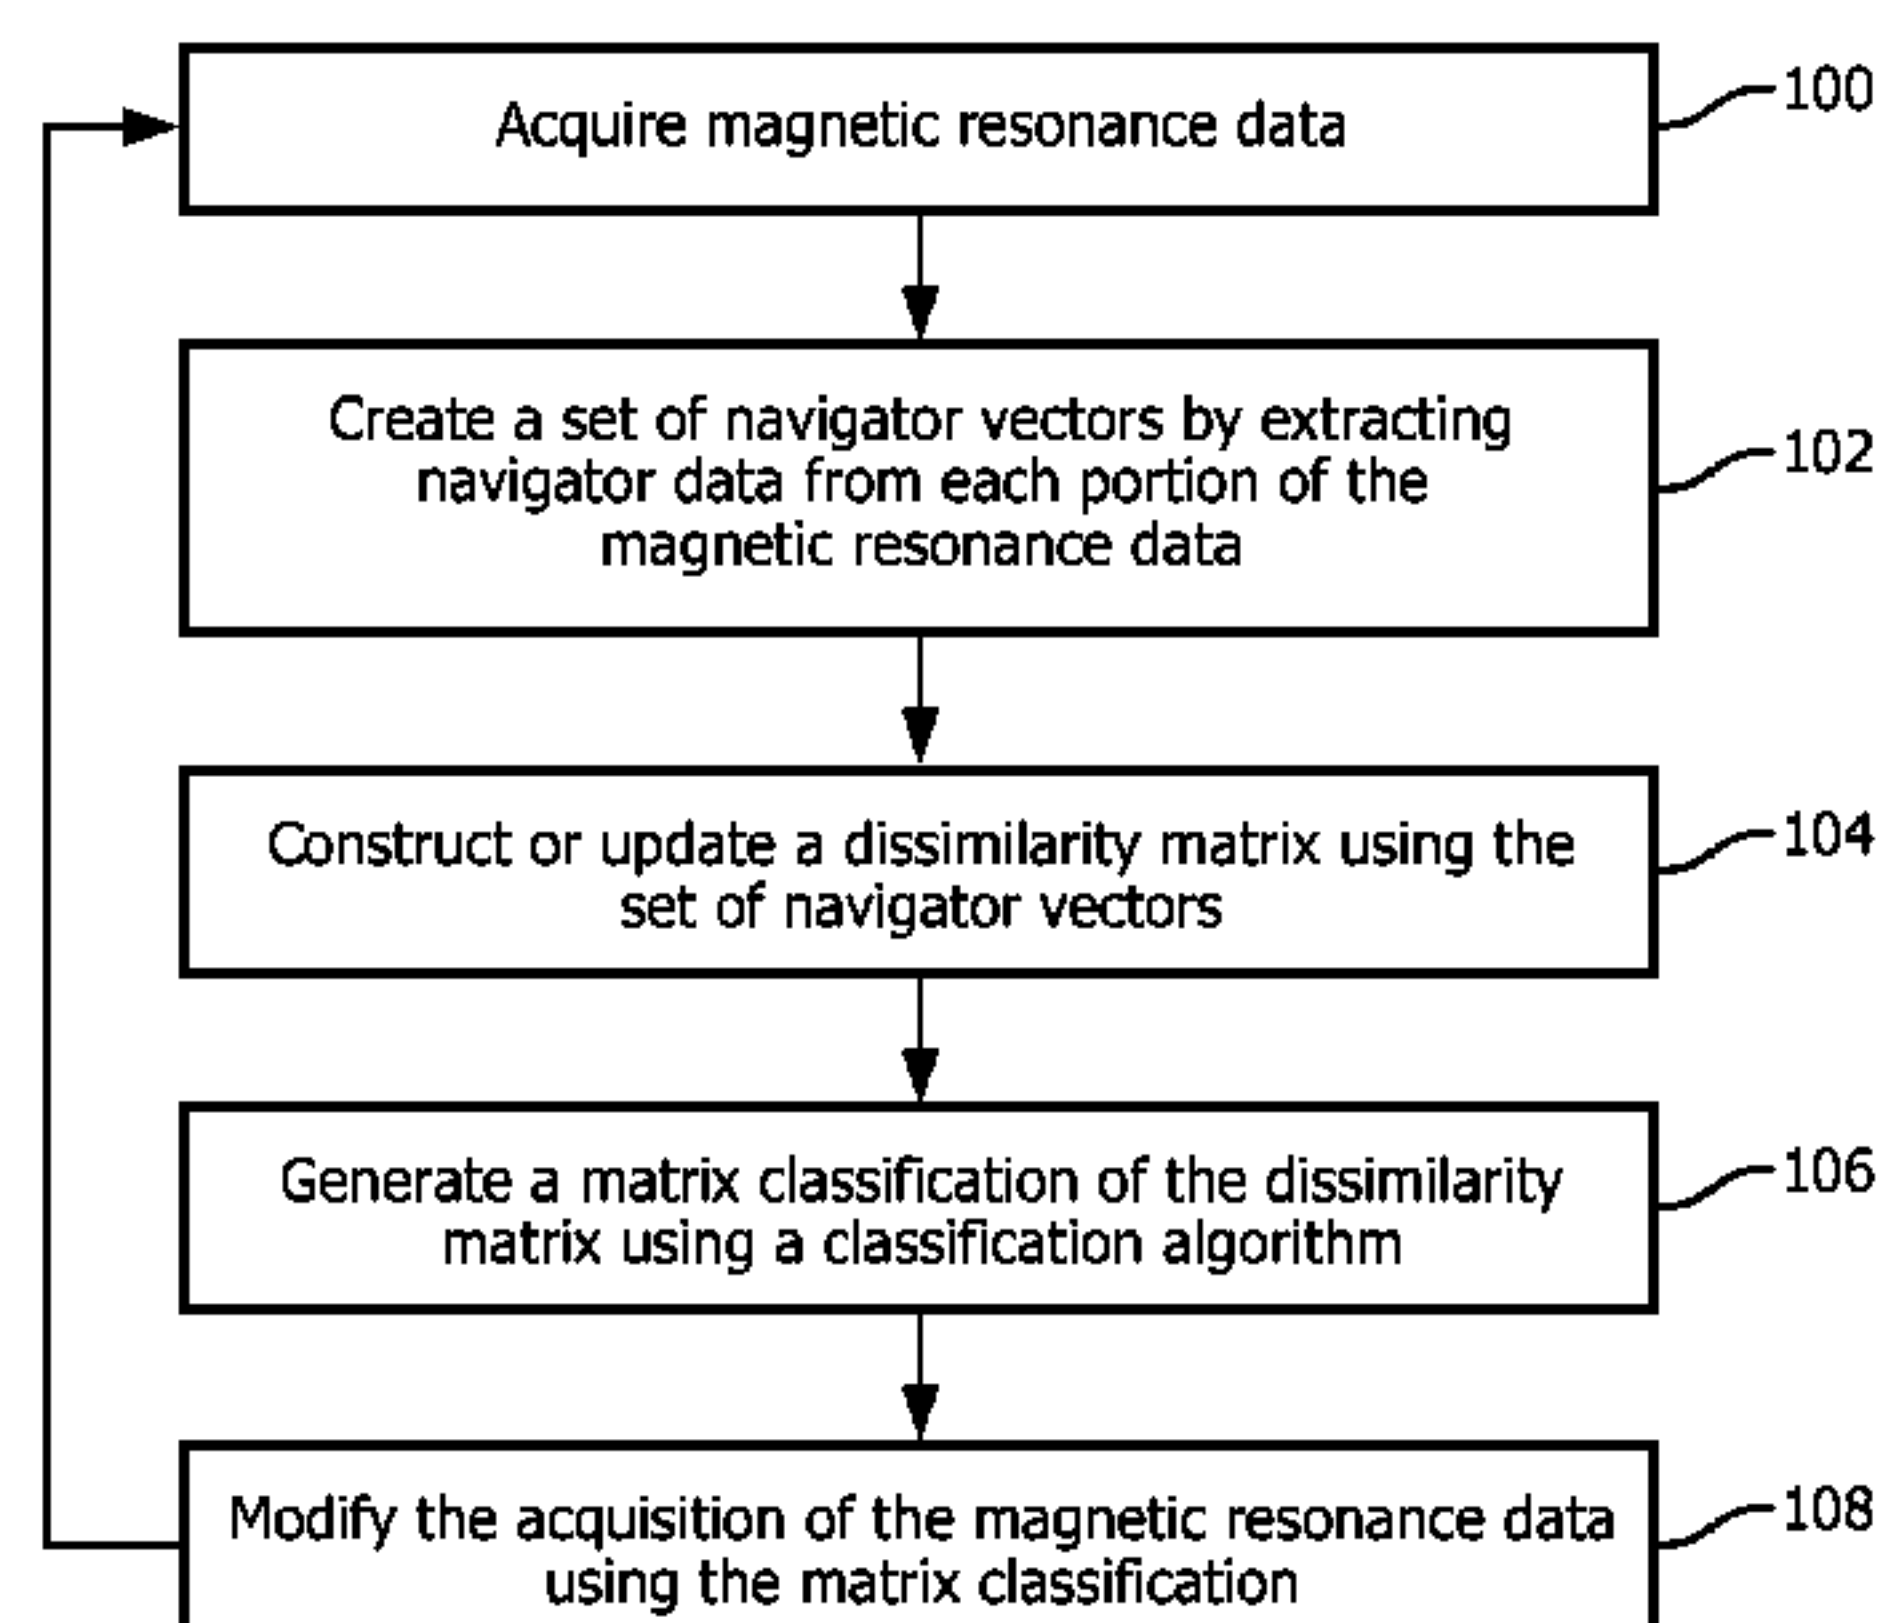 Acquire magnetic resonance data
100
Create a set of navigator vectors by extracting
navigator data from each portion of the
magnetic resonance data
102
Construct or update a dissimilarity matrix using the
set of navigator vectors
104
Generate a matrix classification of the dissimilarity
matrix using a classification algorithm
106
Modify the acquisition of the magnetic resonance data
using the matrix classification
108